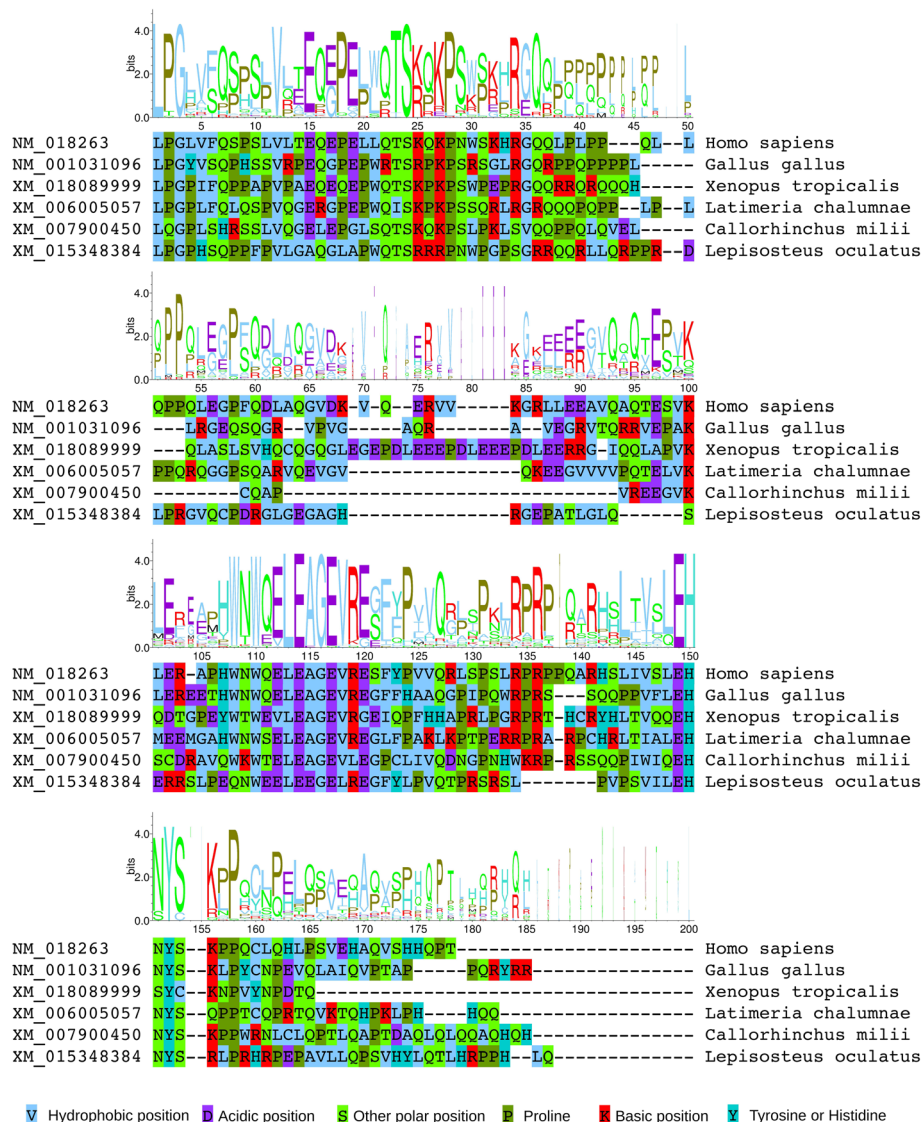 4.0
bits
2.0
0.0
5 10 15 20 25 30 35 40 45 50
NM_018263 LPGLVFQSPSLVLTEQEPELLQTSKQKPNWSKHRGQQLPLPP---QL--L Homo sapiens
NM_001031096 LPGYVSQPHSSVRPEQGPEPWRTSRQKPSRSGLRGQRPPQPPPPL----- Gallus gallus
XM_018089999 LPGPIFQPPAPVPAEQEQEPWQTSKPKPSWPEPRGQQRRQRQQQH----- Xenopus tropicalis
XM_006005057 LPGPLFQLQSPVQGERGPEPWQISKPKPSSQRLRGRQQQPQPP--LP--L Latimeria chalumnae
XM_007900450 LQGPLSHRSSLVQGELEPGLSQTSKQKPSLPKLSVQQPPQLQVEL----- Callorhinchus milii
XM_015348384 LPGPHSQPPFPVLGAQGLAPWQTSRRRPNWPGPSGRRQQRLLQRPPR--D Lepisosteus oculatus
4.0
bits
2.0
0.0
55 60 65 70 75 80 85 90 95 100
NM_018263 QPPQLEGPFQDLAQGVDK-V-Q--ERVV-----KGRLLEEAVQAQTESVK Homo sapiens
NM_001031096 ---LRGEQSQGR--VPVG-----AQR-------A--VEGRVTQRRVEPAK Gallus gallus
XM_018089999 ---QLASLSVHQCQGQGLEGEPDLEEEPDLEEEPDLEERRG-IQQLAPVK Xenopus tropicalis
XM_006005057 PPQRQGGPSQARVQEVGV----------------QKEEGVVVVPQTELVK Latimeria chalumnae
XM_007900450 --------CQAP-------------------------------VREEGVK Callorhinchus milii
XM_015348384 LPRGVQCPDRGLGEGAGH---------------RGEPATLGLQ------S Lepisosteus oculatus
4.0
bits
2.0
0.0
105 110 115 120 125 130 135 140 145 150
NM_018263 LER-APHWNWQELEAGEVRESFYPVVQRLSPSLRPRPPQARHSLIVSLEH Homo sapiens
NM_001031096 LEREETHWNWQELEAGEVREGFFHAAQGPIPQWRPRS---SQQPPVFLEH Gallus gallus
XM_018089999 QDTGPEYWTWEVLEAGEVRGEIQPFHHAPRLPGRPRT-HCRYHLTVQQEH Xenopus tropicalis
XM_006005057 MEEMGAHWNWSELEAGEVREGLFPAKLKPTPERRPRA-RPCHRLTIALEH Latimeria chalumnae
XM_007900450 SCDRAVQWKWTELEAGEVLEGPCLIVQDNGPNHWKRP-RSSQQPIWIQEH Callorhinchus milii
XM_015348384 ERRSLPEQNWEELEEGELREGFYLPVQTPRSRSL-------PVPSVILEH Lepisosteus oculatus
4.0
bits
2.0
0.0
155 160 165 170 175 180 185 190 195 200
NM_018263 NYS--KPPQCLQHLPSVEHAQVSHHQPT---------------------- Homo sapiens
NM_001031096 NYS--KLPYCNPEVQLAIQVPTAP-----PQRYRR--------------- Gallus gallus
XM_018089999 SYC--KNPVYNPDTQ----------------------------------- Xenopus tropicalis
XM_006005057 NYS--QPPTCQPRTQVKTQHPKLPH----HQQ------------------ Latimeria chalumnae
XM_007900450 NYS--KPPWRNLCLQPTLQAPTDAQLQLQQAQHQH--------------- Callorhinchus milii
XM_015348384 NYS--RLPRHRPEPAVLLQPSVHYLQTLHRPPH--LQ------------- Lepisosteus oculatus
V Hydrophobic position D Acidic position S Other polar position P Proline K Basic position Y Tyrosine or Histidine